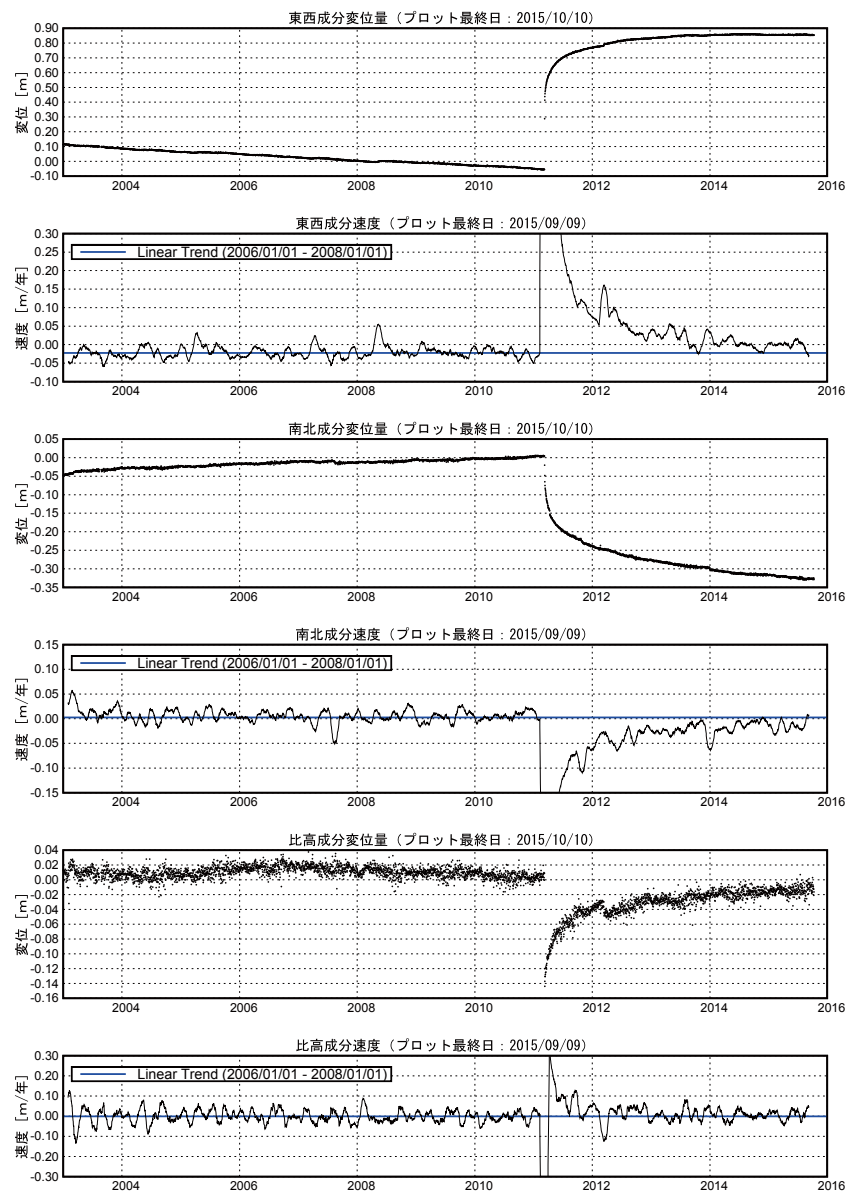 東西成分変位量（プロット最終日：2015/10/10）
0.90
0.80
0.70
0.60
0.50
0.40
0.30
0.20
0.10
0.00
-0.10
変位 [m]
2004 2006 2008 2010 2012 2014 2016
東西成分速度（プロット最終日：2015/09/09）
0.30
0.25
0.20
0.15
0.10
0.05
0.00
-0.05
-0.10
速度 [m/年]
Linear Trend (2006/01/01 - 2008/01/01)
2004 2006 2008 2010 2012 2014 2016
南北成分変位量（プロット最終日：2015/10/10）
0.05
0.00
-0.05
-0.10
-0.15
-0.20
-0.25
-0.30
-0.35
変位 [m]
2004 2006 2008 2010 2012 2014 2016
南北成分速度（プロット最終日：2015/09/09）
0.15
0.10
0.05
0.00
-0.05
-0.10
-0.15
速度 [m/年]
Linear Trend (2006/01/01 - 2008/01/01)
2004 2006 2008 2010 2012 2014 2016
比高成分変位量（プロット最終日：2015/10/10）
0.04
0.02
0.00
-0.02
-0.04
-0.06
-0.08
-0.10
-0.12
-0.14
-0.16
変位 [m]
2004 2006 2008 2010 2012 2014 2016
比高成分速度（プロット最終日：2015/09/09）
0.30
0.20
0.10
0.00
-0.10
-0.20
-0.30
速度 [m/年]
Linear Trend (2006/01/01 - 2008/01/01)
2004 2006 2008 2010 2012 2014 2016